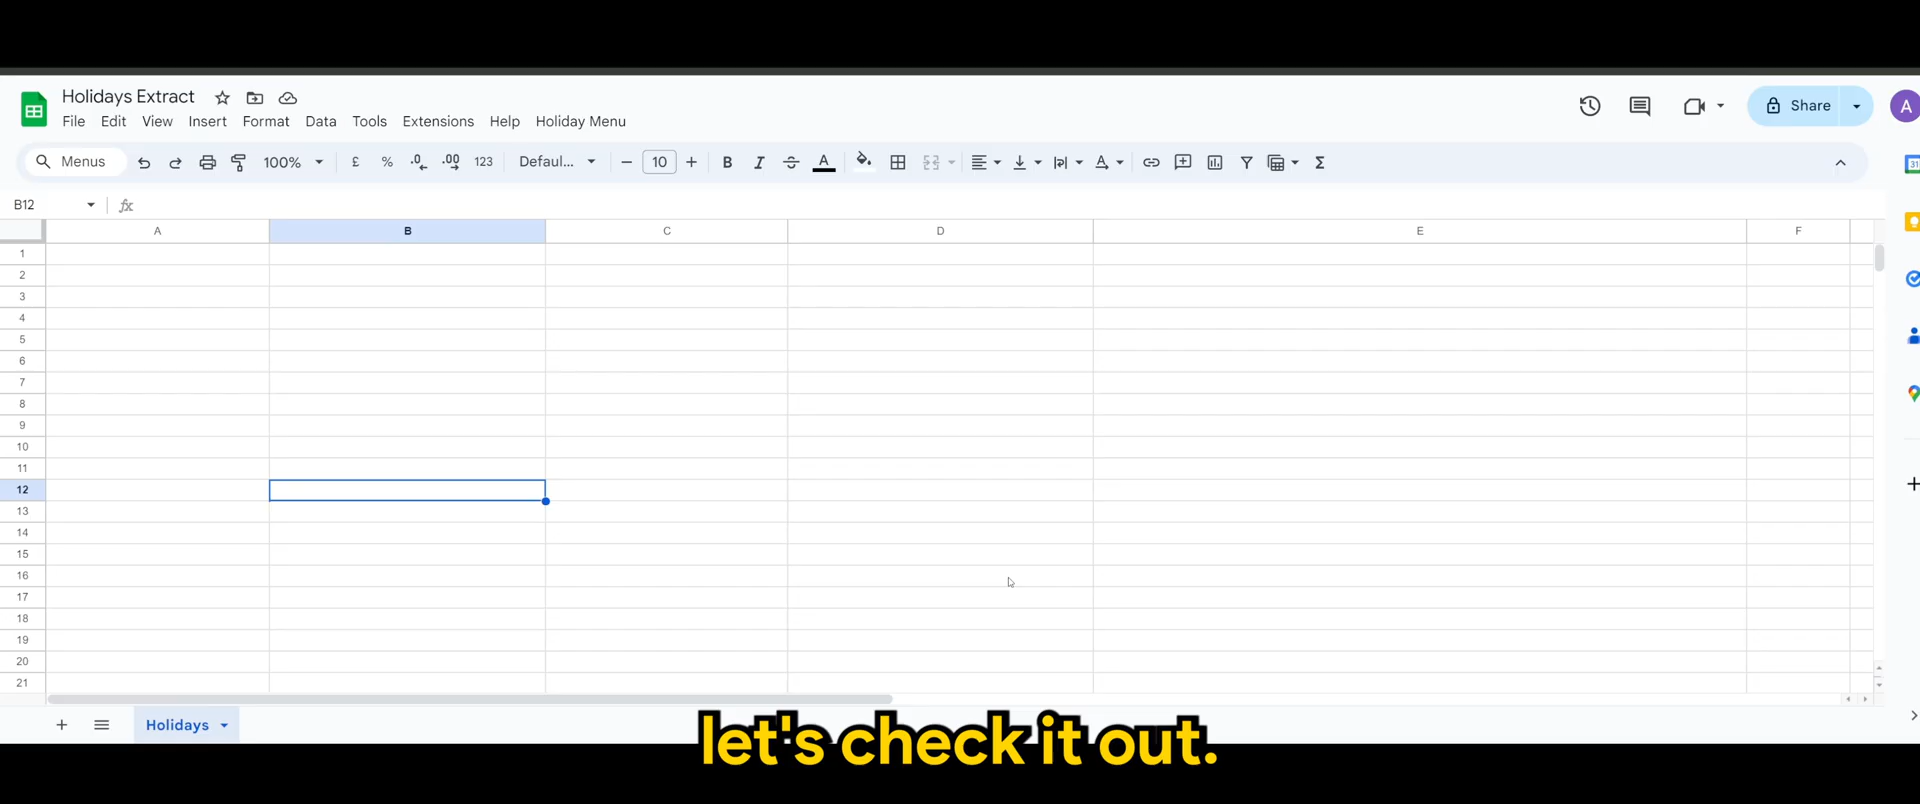 Holidays Extract
File Edit View Insert Format Data Tools Extensions Help Holiday Menu
Share
A
Menus 100% £ % .0 .00 123 Defaul... 10 B I A A Σ
31
B12 fx
A B C D E F
1
2
3
4
5
6
7
8
9
10
11
12
13
14
15
16
17
18
19
20
21
Holidays
let's check it out.